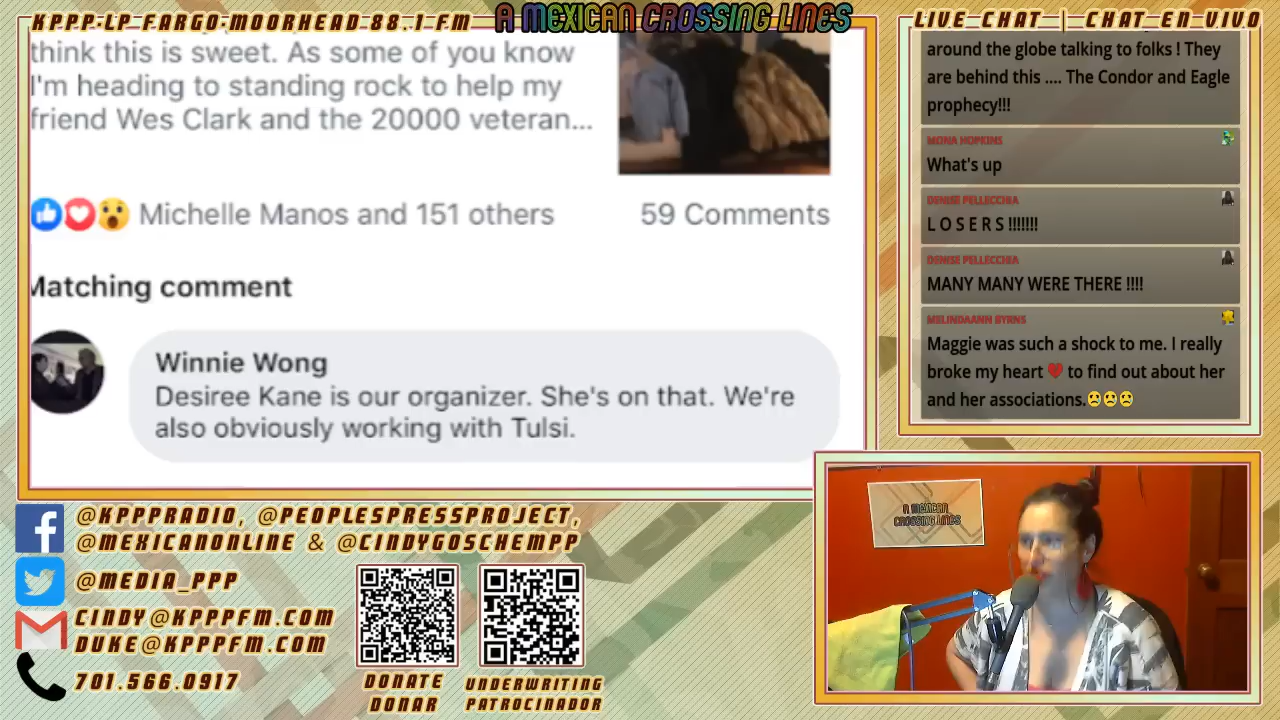 KPPP-LP FARGO-MOORHEAD 88.1 FM
A MEXICAN CROSSING LINES
LIVE CHAT | CHAT EN VIVO
think this is sweet. As some of you know
I'm heading to standing rock to help my
friend Wes Clark and the 20000 veteran...
Michelle Manos and 151 others
59 Comments
Matching comment
Winnie Wong
Desiree Kane is our organizer. She's on that. We're
also obviously working with Tulsi.
around the globe talking to folks ! They
are behind this .... The Condor and Eagle
prophecy!!!
MONA HOPKINS
What's up
DENISE PELLECCHIA
L O S E R S !!!!!!!
DENISE PELLECCHIA
MANY MANY WERE THERE !!!!
MELINDAANN BYRNS
Maggie was such a shock to me. I really
broke my heart ❤️ to find out about her
and her associations.😟😟😟
@KPPPRADIO, @PEOPLESPRESSPROJECT,
@MEXICANONLINE & @CINDYGOSCHEMPP
@MEDIA_PPP
CINDY@KPPPFM.COM
DUKE@KPPPFM.COM
701.566.0917
DONATE
DONAR
UNDERWRITING
PATROCINADOR
A MEXICAN
CROSSING LINES